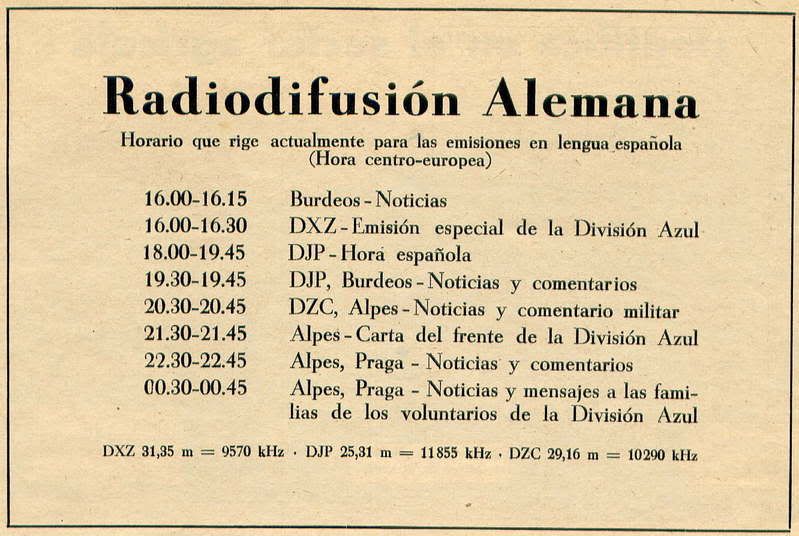 Radiodifusión Alemana
Horario que rige actualmente para las emisiones en lengua española
(Hora centro-europea)
16.00-16.15 Burdeos - Noticias
16.00-16.30 DXZ - Emisión especial de la División Azul
18.00-19.45 DJP - Hora española
19.30-19.45 DJP, Burdeos - Noticias y comentarios
20.30-20.45 DZC, Alpes - Noticias y comentario militar
21.30-21.45 Alpes - Carta del frente de la División Azul
22.30-22.45 Alpes, Praga - Noticias y comentarios
00.30-00.45 Alpes, Praga - Noticias y mensajes a las fami-
lias de los voluntarios de la División Azul
DXZ 31,35 m = 9570 kHz · DJP 25,31 m = 11855 kHz · DZC 29,16 m = 10290 kHz